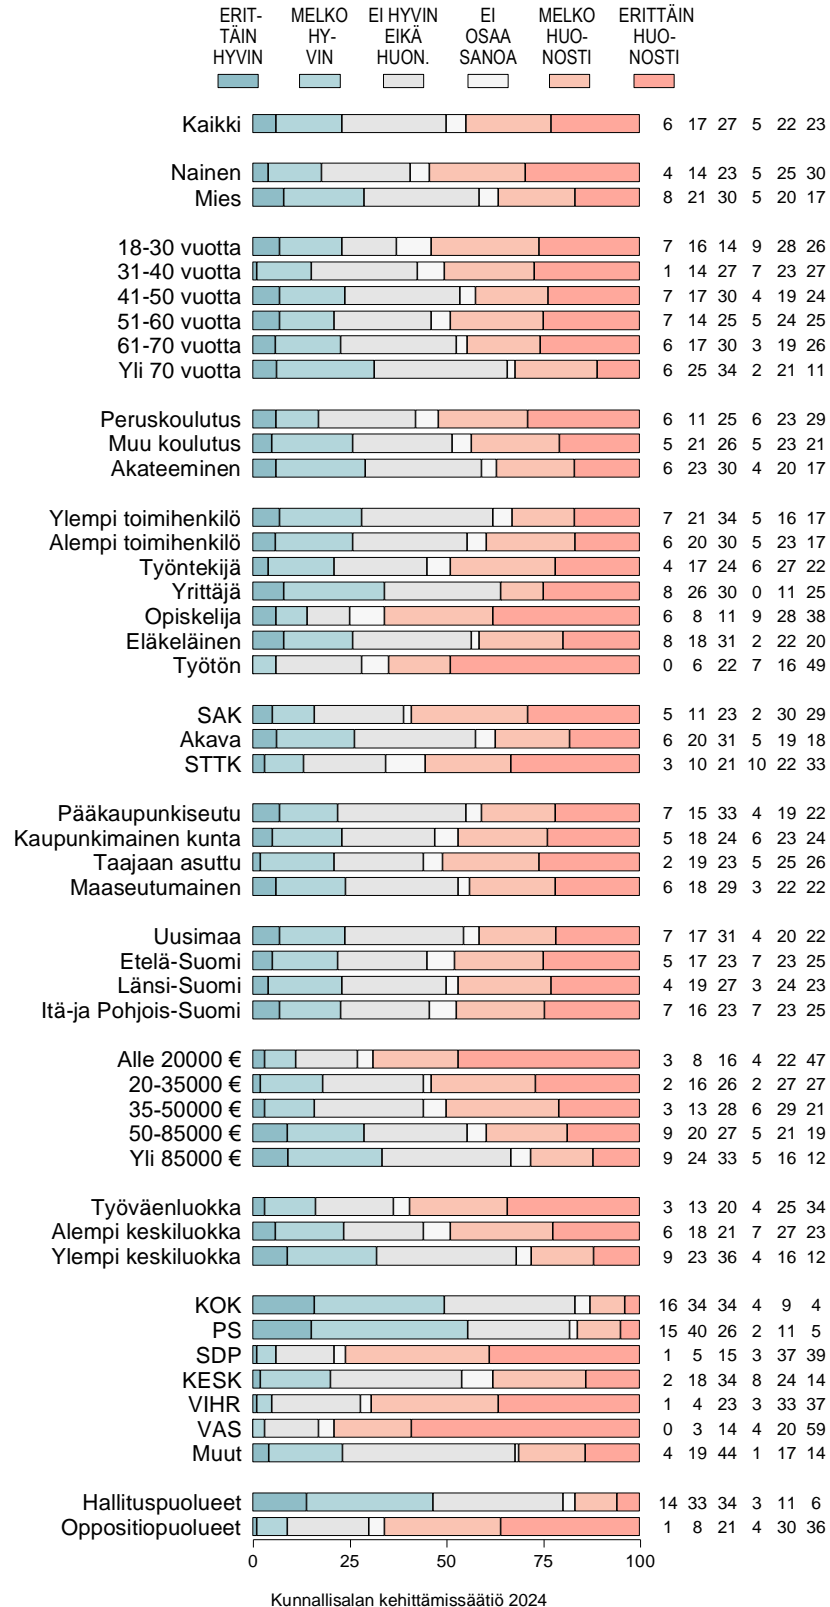 ERIT- MELKO EI HYVIN EI MELKO ERITTÄIN
TÄIN HY- EIKÄ OSAA HUO- HUO-
HYVIN VIN HUON. SANOA NOSTI NOSTI
Kaikki 6 17 27 5 22 23
Nainen 4 14 23 5 25 30
Mies 8 21 30 5 20 17
18-30 vuotta 7 16 14 9 28 26
31-40 vuotta 1 14 27 7 23 27
41-50 vuotta 7 17 30 4 19 24
51-60 vuotta 7 14 25 5 24 25
61-70 vuotta 6 17 30 3 19 26
Yli 70 vuotta 6 25 34 2 21 11
Peruskoulutus 6 11 25 6 23 29
Muu koulutus 5 21 26 5 23 21
Akateeminen 6 23 30 4 20 17
Ylempi toimihenkilö 7 21 34 5 16 17
Alempi toimihenkilö 6 20 30 5 23 17
Työntekijä 4 17 24 6 27 22
Yrittäjä 8 26 30 0 11 25
Opiskelija 6 8 11 9 28 38
Eläkeläinen 8 18 31 2 22 20
Työtön 0 6 22 7 16 49
SAK 5 11 23 2 30 29
Akava 6 20 31 5 19 18
STTK 3 10 21 10 22 33
Pääkaupunkiseutu 7 15 33 4 19 22
Kaupunkimainen kunta 5 18 24 6 23 24
Taajaan asuttu 2 19 23 5 25 26
Maaseutumainen 6 18 29 3 22 22
Uusimaa 7 17 31 4 20 22
Etelä-Suomi 5 17 23 7 23 25
Länsi-Suomi 4 19 27 3 24 23
Itä-ja Pohjois-Suomi 7 16 23 7 23 25
Alle 20000 € 3 8 16 4 22 47
20-35000 € 2 16 26 2 27 27
35-50000 € 3 13 28 6 29 21
50-85000 € 9 20 27 5 21 19
Yli 85000 € 9 24 33 5 16 12
Työväenluokka 3 13 20 4 25 34
Alempi keskiluokka 6 18 21 7 27 23
Ylempi keskiluokka 9 23 36 4 16 12
KOK 16 34 34 4 9 4
PS 15 40 26 2 11 5
SDP 1 5 15 3 37 39
KESK 2 18 34 8 24 14
VIHR 1 4 23 3 33 37
VAS 0 3 14 4 20 59
Muut 4 19 44 1 17 14
Hallituspuolueet 14 33 34 3 11 6
Oppositiopuolueet 1 8 21 4 30 36
0 25 50 75 100
Kunnallisalan kehittämissäätiö 2024